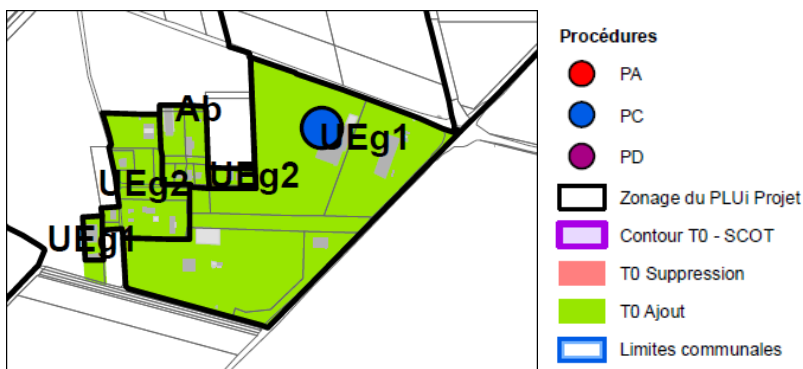 Ab
UEg1
UEg2
UEg2
UEg1
Procédures
PA
PC
PD
Zonage du PLUi Projet
Contour T0 - SCOT
T0 Suppression
T0 Ajout
Limites communales